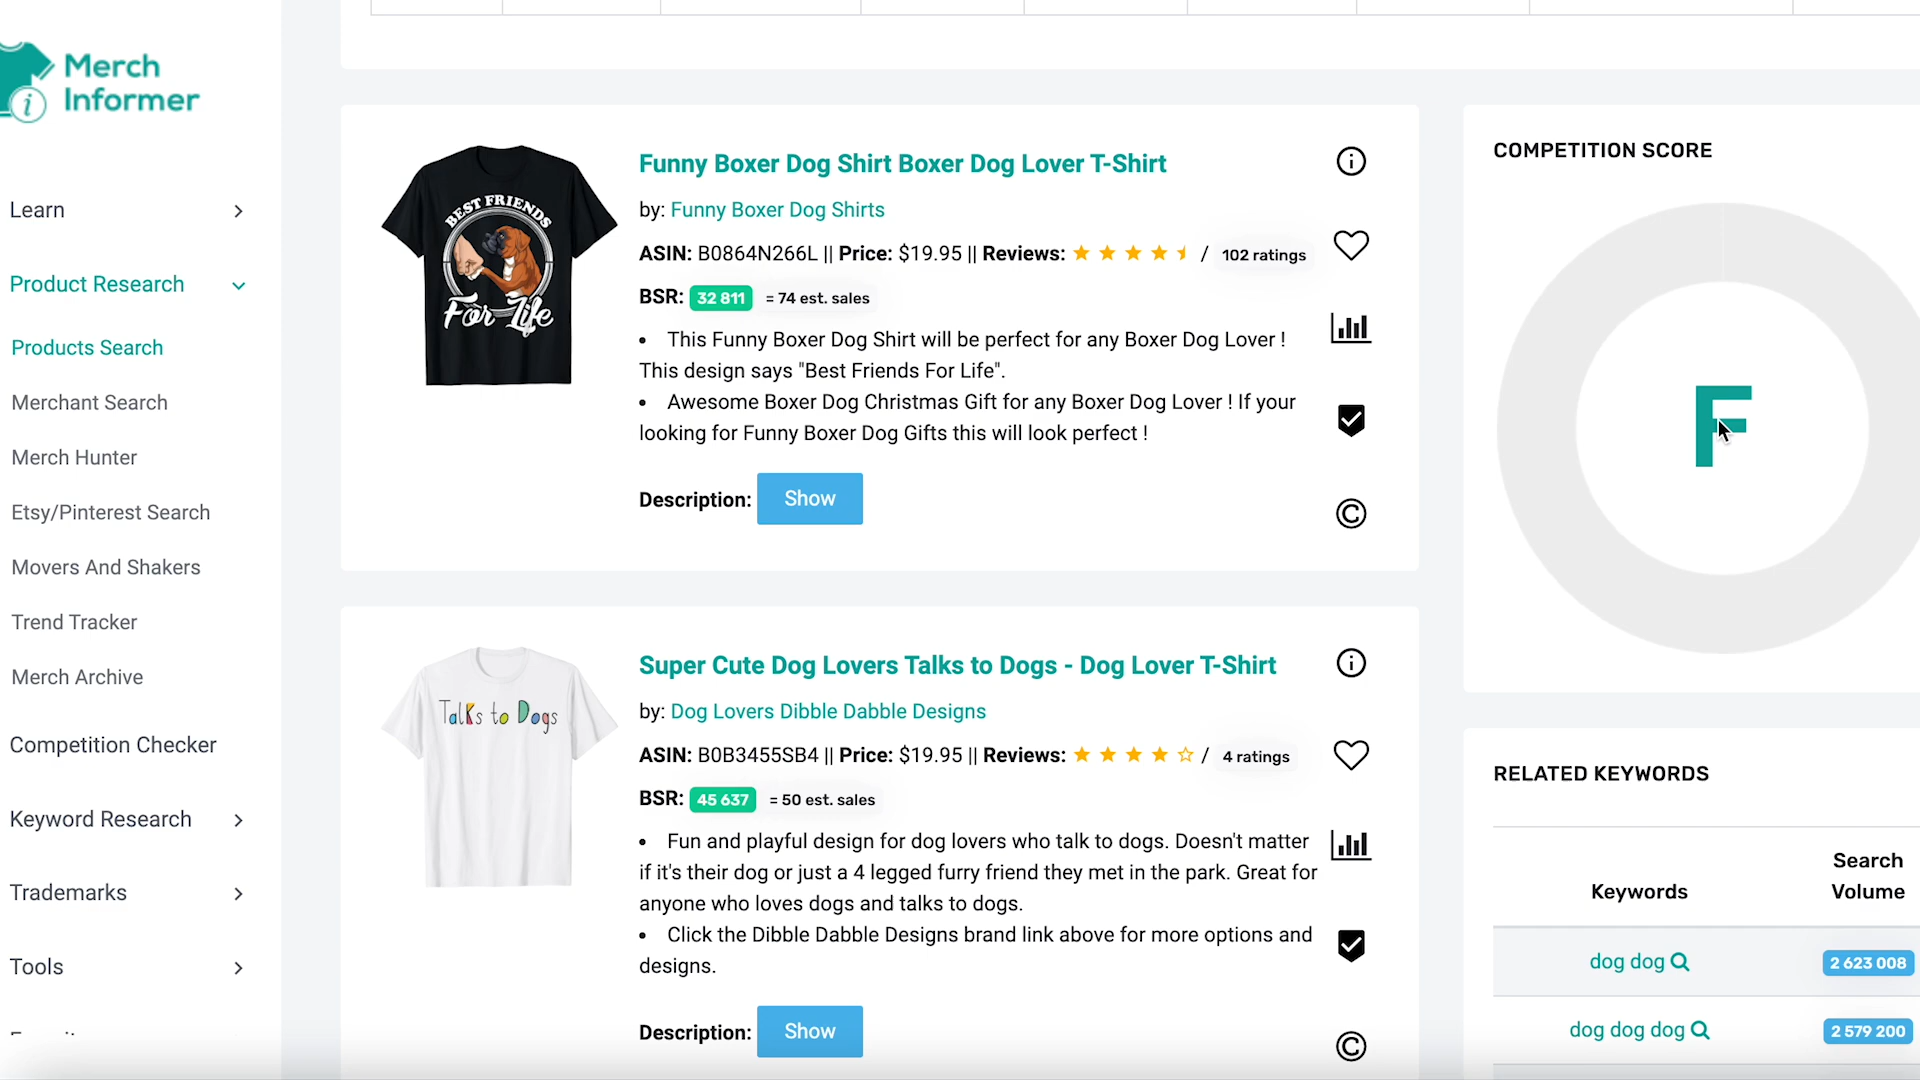 Merch
Informer
Learn
Product Research
Products Search
Merchant Search
Merch Hunter
Etsy/Pinterest Search
Movers And Shakers
Trend Tracker
Merch Archive
Competition Checker
Keyword Research
Trademarks
Tools
BEST FRIENDS
For Life
Funny Boxer Dog Shirt Boxer Dog Lover T-Shirt
by: Funny Boxer Dog Shirts
ASIN: B0864N266L || Price: $19.95 || Reviews: / 102 ratings
BSR: 32 811 = 74 est. sales
• This Funny Boxer Dog Shirt will be perfect for any Boxer Dog Lover !
This design says "Best Friends For Life".
• Awesome Boxer Dog Christmas Gift for any Boxer Dog Lover ! If your
looking for Funny Boxer Dog Gifts this will look perfect !
Description: Show
Talks to Dogs
Super Cute Dog Lovers Talks to Dogs - Dog Lover T-Shirt
by: Dog Lovers Dibble Dabble Designs
ASIN: B0B3455SB4 || Price: $19.95 || Reviews: / 4 ratings
BSR: 45 637 = 50 est. sales
• Fun and playful design for dog lovers who talk to dogs. Doesn't matter
if it's their dog or just a 4 legged furry friend they met in the park. Great for
anyone who loves dogs and talks to dogs.
• Click the Dibble Dabble Designs brand link above for more options and
designs.
Description: Show
COMPETITION SCORE
F
RELATED KEYWORDS
Keywords
Search
Volume
dog dog 2 623 008
dog dog dog 2 579 200